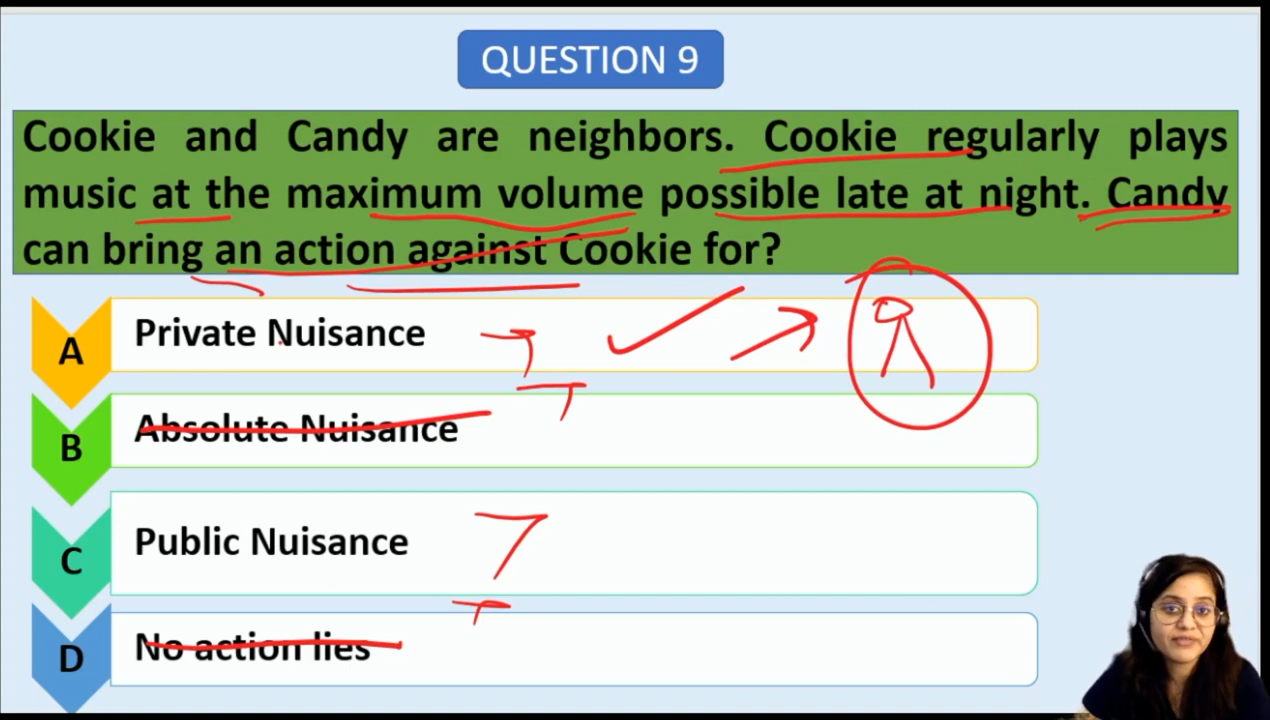 QUESTION 9
Cookie and Candy are neighbors. Cookie regularly plays
music at the maximum volume possible late at night. Candy
can bring an action against Cookie for?
A
Private Nuisance
B
Absolute Nuisance
C
Public Nuisance
D
No action lies